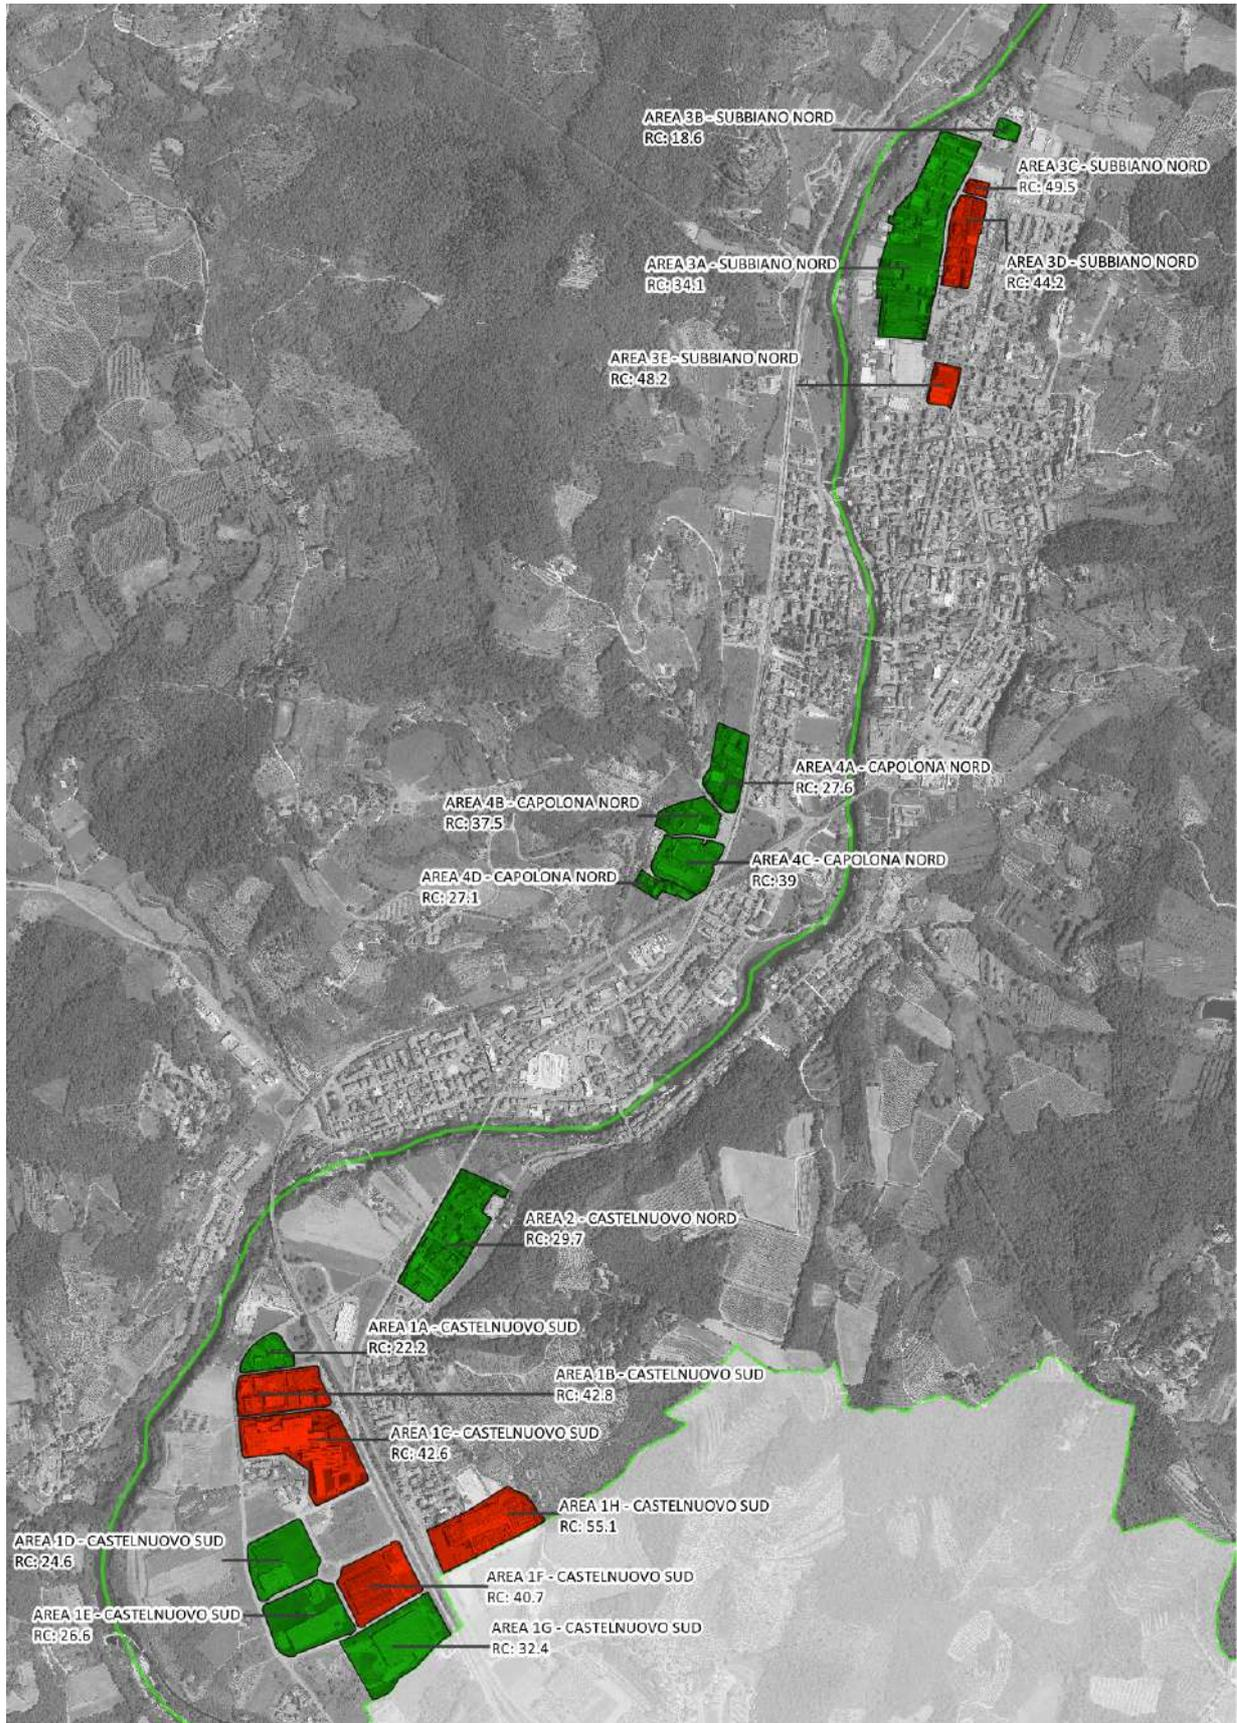 AREA 3B - SUBBIANO NORD
RC: 18.6
AREA 3C - SUBBIANO NORD
RC: 49.5
AREA 3A - SUBBIANO NORD
RC: 34.1
AREA 3D - SUBBIANO NORD
RC: 44.2
AREA 3E - SUBBIANO NORD
RC: 48.2
AREA 4A - CAPOLONA NORD
RC: 27.6
AREA 4B - CAPOLONA NORD
RC: 37.5
AREA 4C - CAPOLONA NORD
RC: 39
AREA 4D - CAPOLONA NORD
RC: 27.1
AREA 2 - CASTELNUOVO NORD
RC: 29.7
AREA 1A - CASTELNUOVO SUD
RC: 22.2
AREA 1B - CASTELNUOVO SUD
RC: 42.8
AREA 1C - CASTELNUOVO SUD
RC: 42.6
AREA 1H - CASTELNUOVO SUD
RC: 55.1
AREA 1D - CASTELNUOVO SUD
RC: 24.6
AREA 1F - CASTELNUOVO SUD
RC: 40.7
AREA 1E - CASTELNUOVO SUD
RC: 26.6
AREA 1G - CASTELNUOVO SUD
RC: 32.4